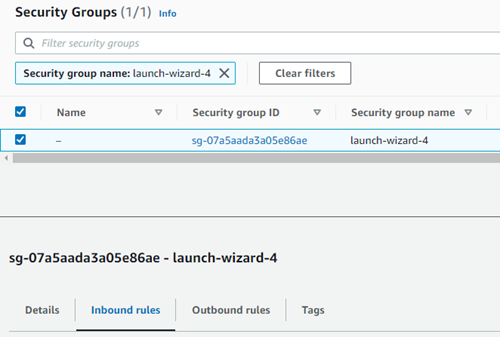 Security Groups (1/1) Info
Filter security groups
Security group name: launch-wizard-4 Clear filters
Name Security group ID Security group name
– sg-07a5aada3a05e86ae launch-wizard-4
sg-07a5aada3a05e86ae - launch-wizard-4
Details Inbound rules Outbound rules Tags